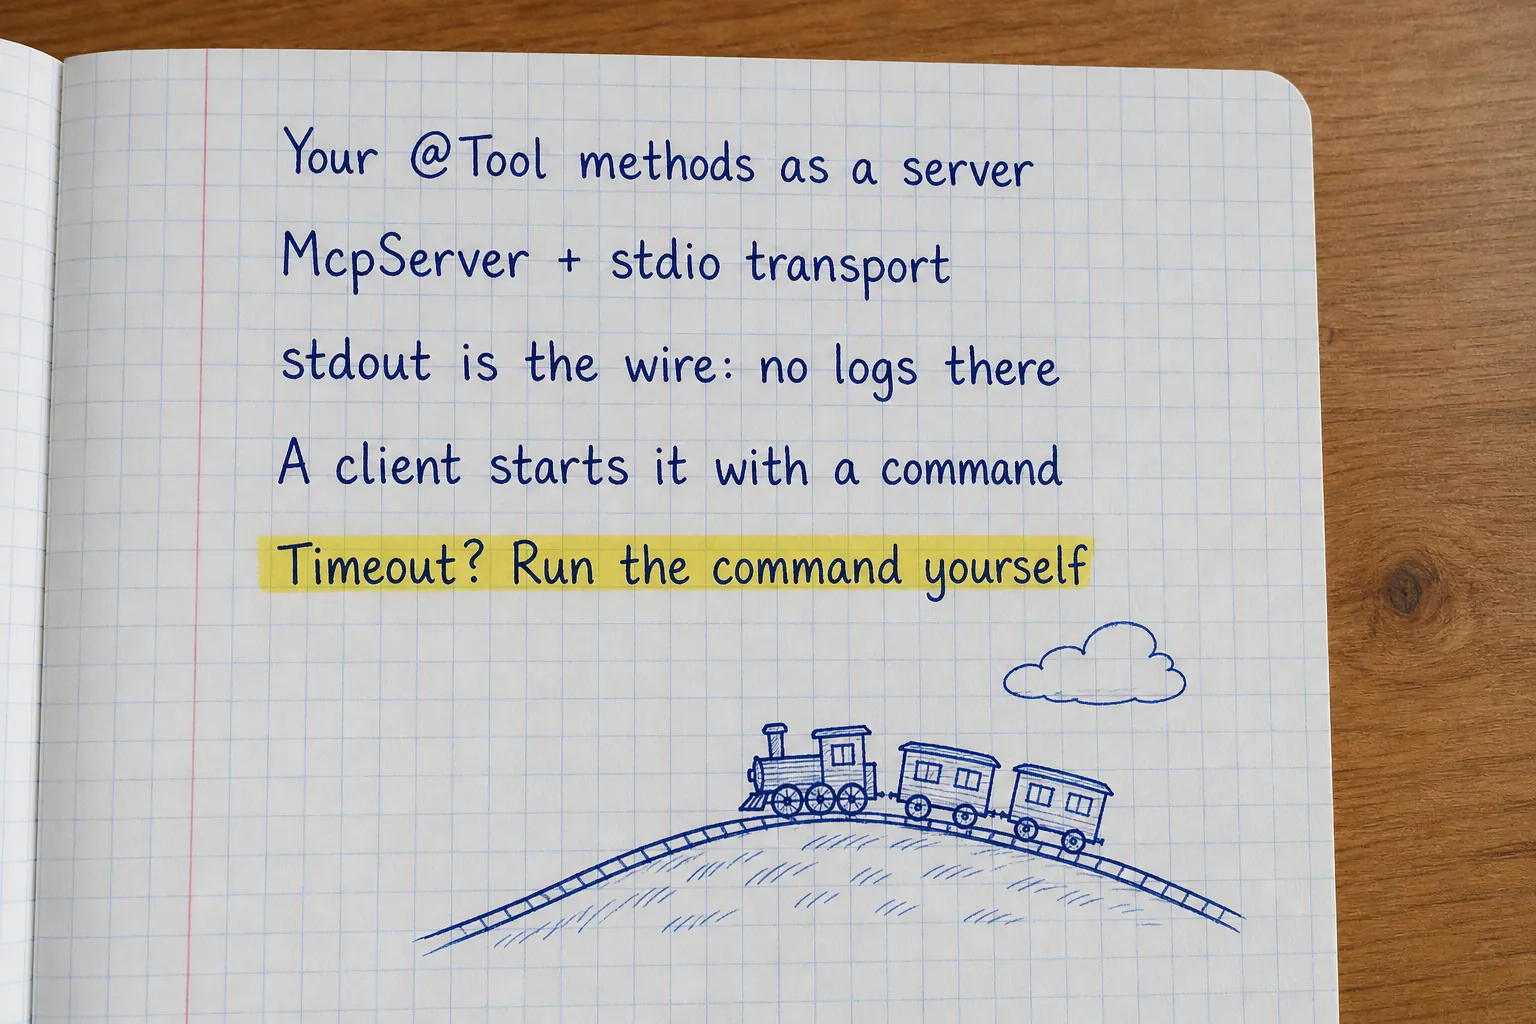 Your @Tool methods as a server
McpServer + stdio transport
stdout is the wire: no logs there
A client starts it with a command
Timeout? Run the command yourself